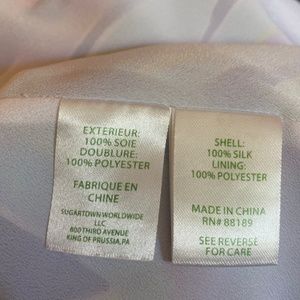 EXTERIEUR:
100% SOIE
DOUBLURE:
100% POLYESTER
FABRIQUE EN
CHINE
SUGARTOWN WORLDWIDE
LLC
800 THIRD AVENUE
KING OF PRUSSIA,PA
SHELL:
100% SILK
LINING:
100% POLYESTER
MADE IN CHINA
RN# 88189
SEE REVERSE
FOR CARE